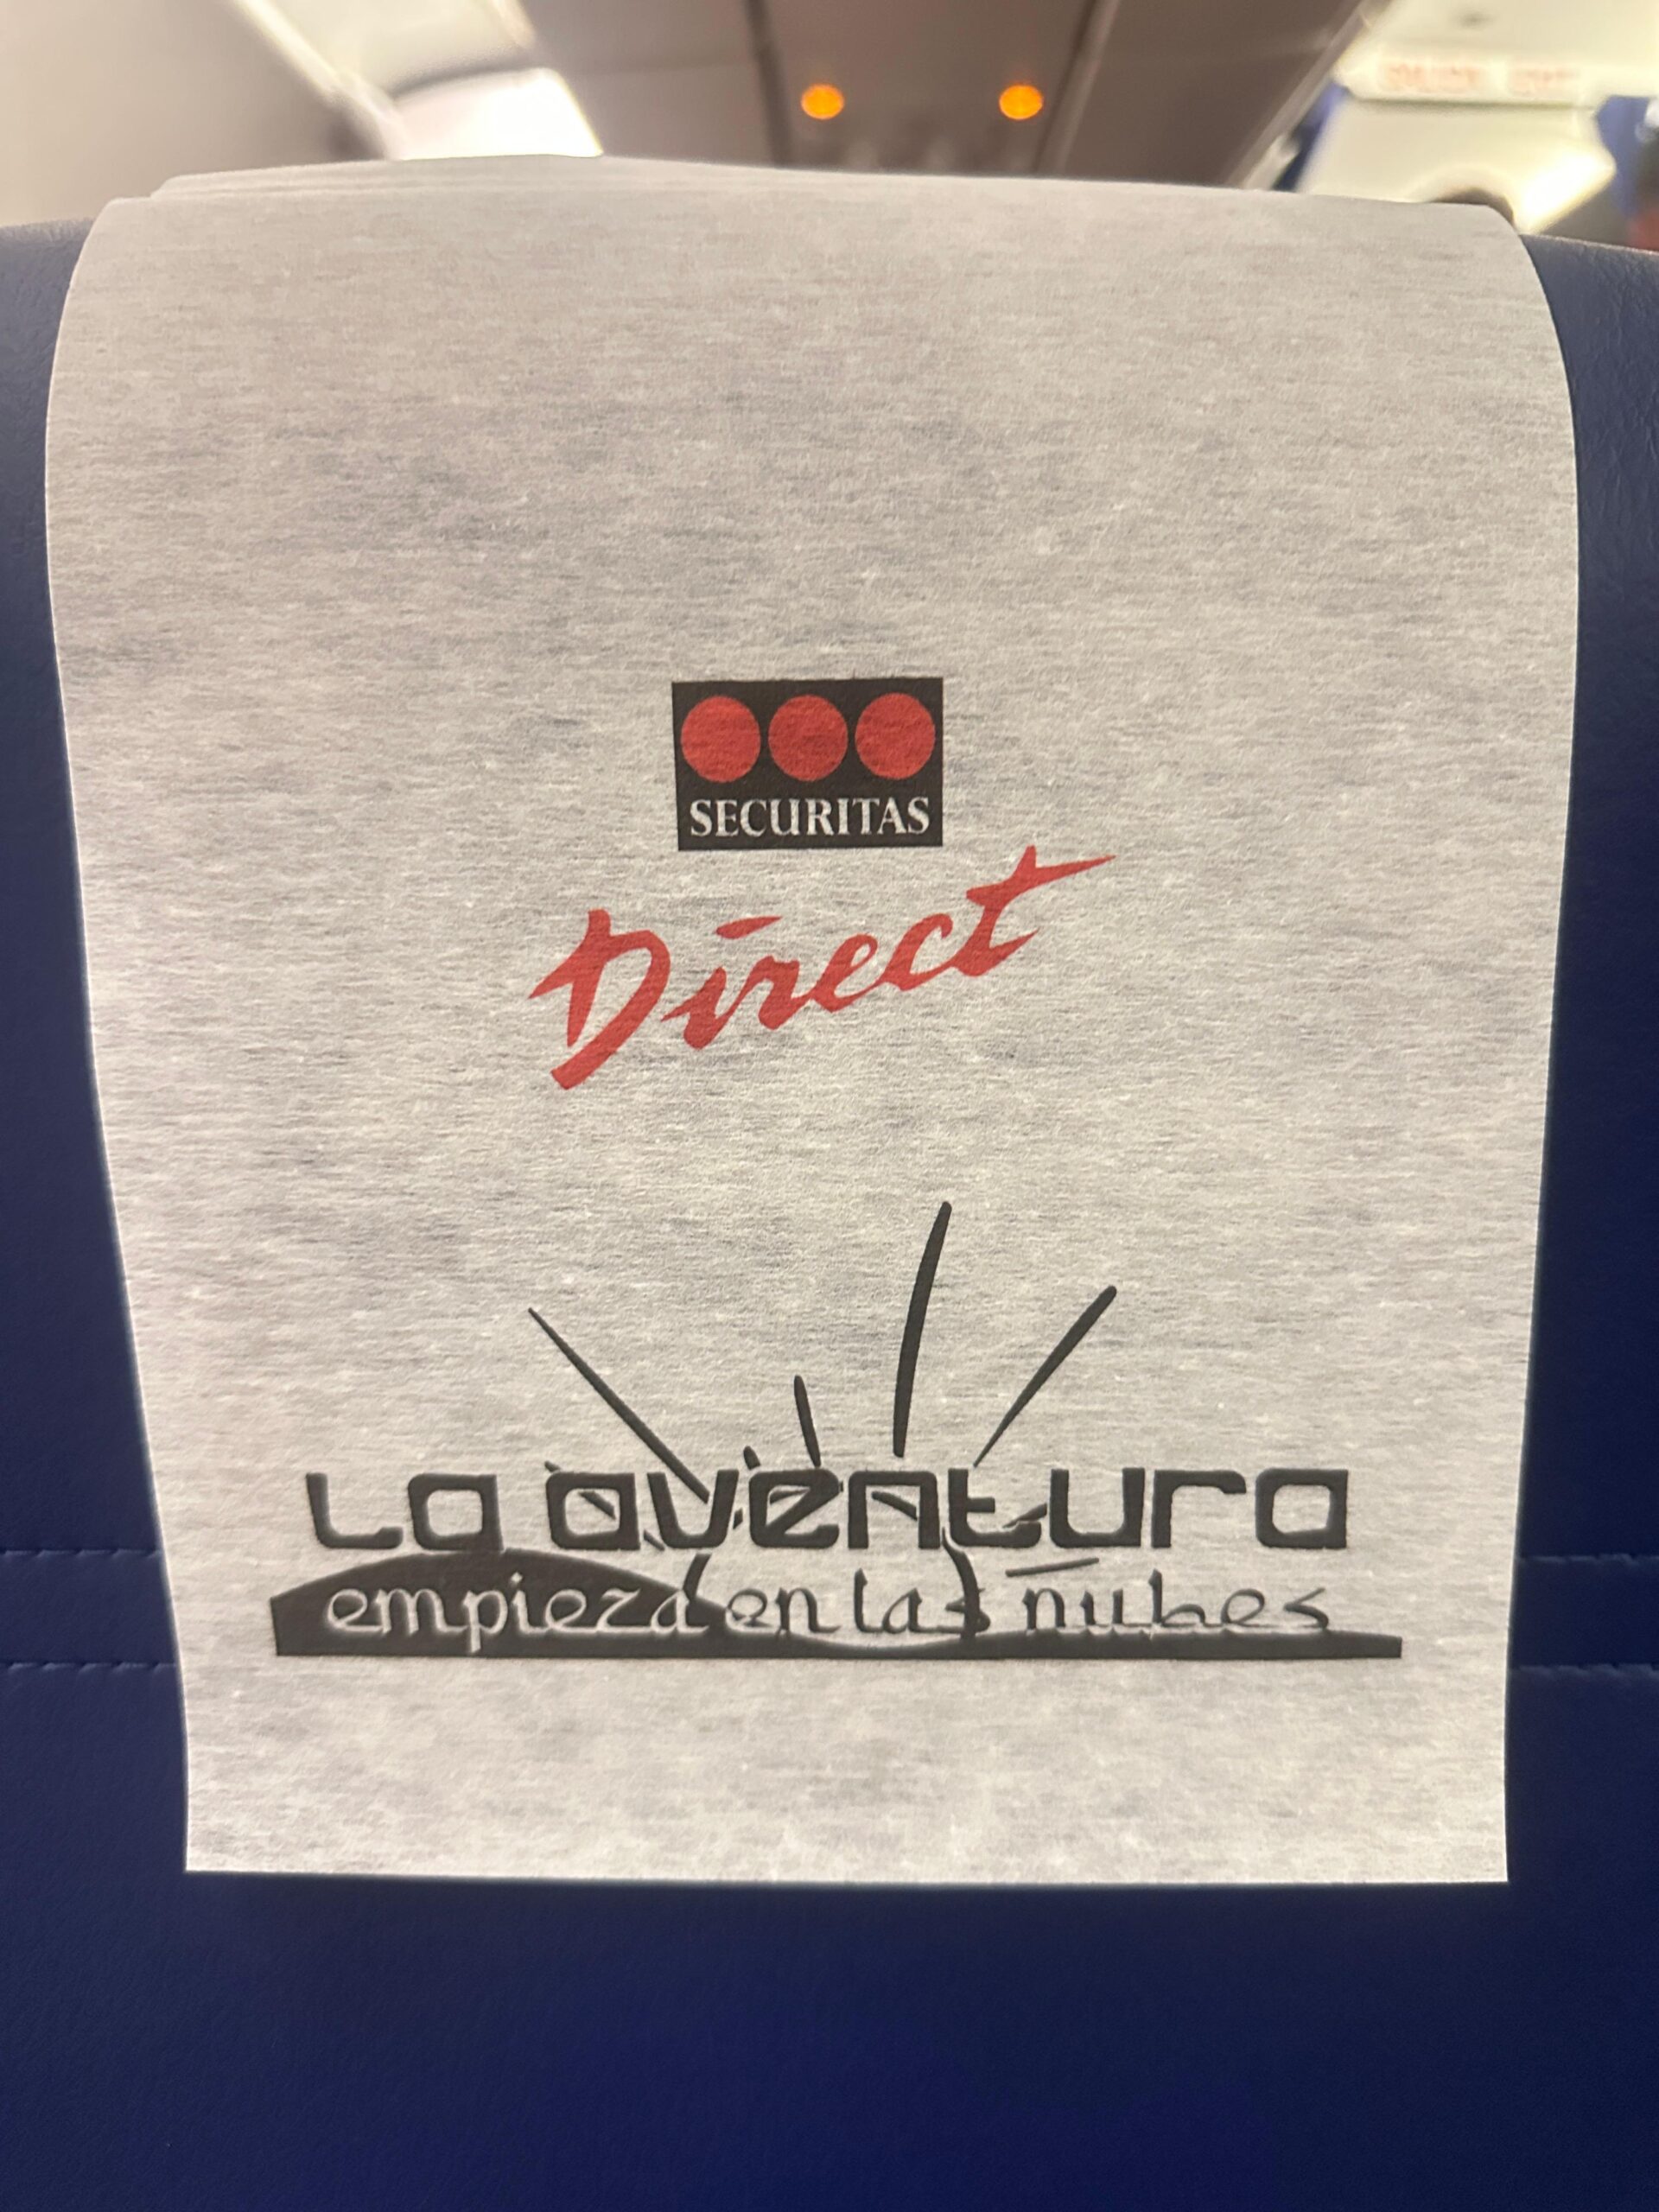 SECURITAS
Direct
La aventura
empieza en las nubes